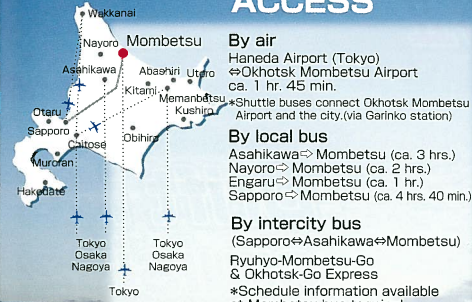 ACCESS
Wakkanai
Nayoro
Mombetsu
Asahikawa
Abashiri
Utoro
Kitami
Memanbetsu
Kushiro
Otaru
Sapporo
Chitose
Obihiro
Muroran
Hakodate
Tokyo
Osaka
Nagoya
Tokyo
Osaka
Nagoya
Tokyo
By air
Haneda Airport (Tokyo)
⇔Okhotsk Mombetsu Airport
ca. 1 hr. 45 min.
*Shuttle buses connect Okhotsk Mombetsu
Airport and the city.(via Garinko station)
By local bus
Asahikawa⇨ Mombetsu (ca. 3 hrs.)
Nayoro⇨ Mombetsu (ca. 2 hrs.)
Engaru⇨ Mombetsu (ca. 1 hr.)
Sapporo⇨ Mombetsu (ca. 4 hrs. 40 min.)
By intercity bus
(Sapporo⇔Asahikawa⇔Mombetsu)
Ryuhyo-Mombetsu-Go
& Okhotsk-Go Express
*Schedule information available